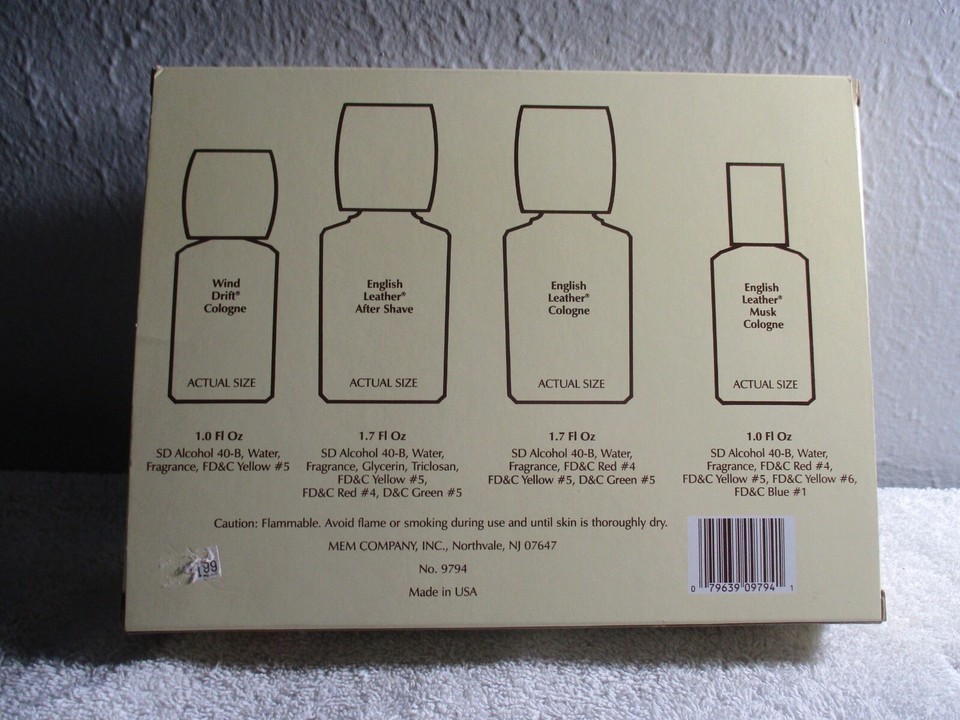 Wind
Drift®
Cologne
ACTUAL SIZE
English
Leather®
After Shave
ACTUAL SIZE
English
Leather®
Cologne
ACTUAL SIZE
English
Leather®
Musk
Cologne
ACTUAL SIZE
1.0 Fl Oz
SD Alcohol 40-B, Water,
Fragrance, FD&C Yellow #5
1.7 Fl Oz
SD Alcohol 40-B, Water,
Fragrance, Glycerin, Triclosan,
FD&C Yellow #5,
FD&C Red #4, D&C Green #5
1.7 Fl Oz
SD Alcohol 40-B, Water,
Fragrance, FD&C Red #4
FD&C Yellow #5, D&C Green #5
1.0 Fl Oz
SD Alcohol 40-B, Water,
Fragrance, FD&C Red #4,
FD&C Yellow #5, FD&C Yellow #6,
FD&C Blue #1
Caution: Flammable. Avoid flame or smoking during use and until skin is thoroughly dry.
MEM COMPANY, INC., Northvale, NJ 07647
No. 9794
Made in USA
0 79639 09794 1